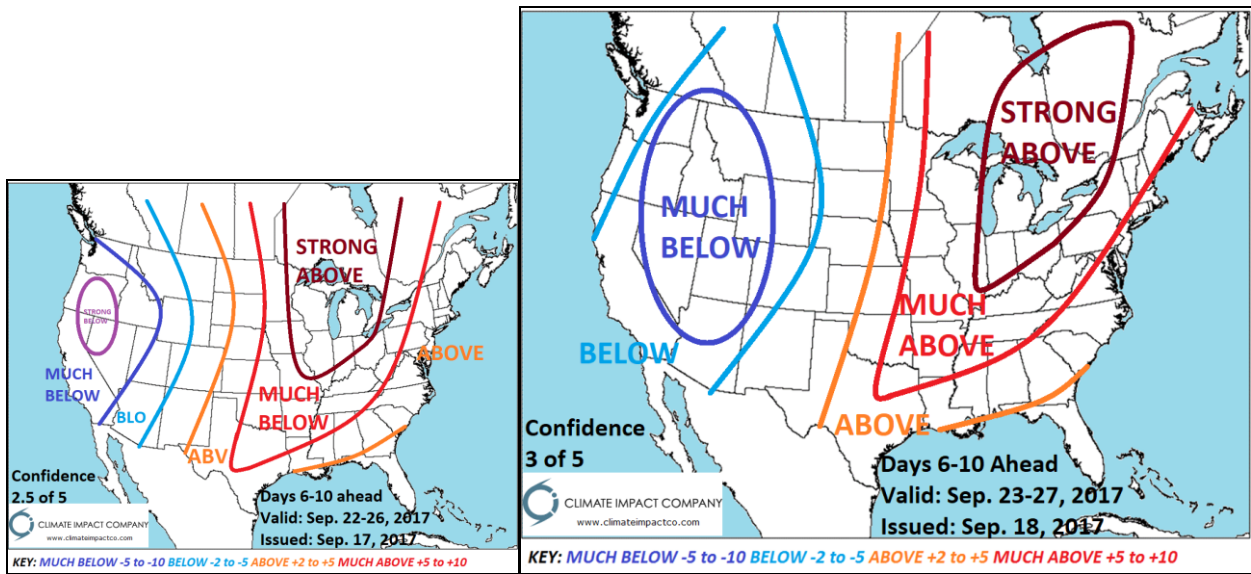 STRONG
ABOVE
STRONG
BELOW
ABOVE
MUCH
BELOW
BLO
MUCH
BELOW
ABV
Confidence
2.5 of 5
Days 6-10 ahead
Valid: Sep. 22-26, 2017
Issued: Sep. 17, 2017
CLIMATE IMPACT COMPANY
www.climateimpactco.com
KEY: MUCH BELOW -5 to -10 BELOW -2 to -5 ABOVE +2 to +5 MUCH ABOVE +5 to +10
STRONG
ABOVE
MUCH
BELOW
MUCH
ABOVE
BELOW
ABOVE
Confidence
3 of 5
Days 6-10 Ahead
Valid: Sep. 23-27, 2017
Issued: Sep. 18, 2017
CLIMATE IMPACT COMPANY
www.climateimpactco.com
KEY: MUCH BELOW -5 to -10 BELOW -2 to -5 ABOVE +2 to +5 MUCH ABOVE +5 to +10